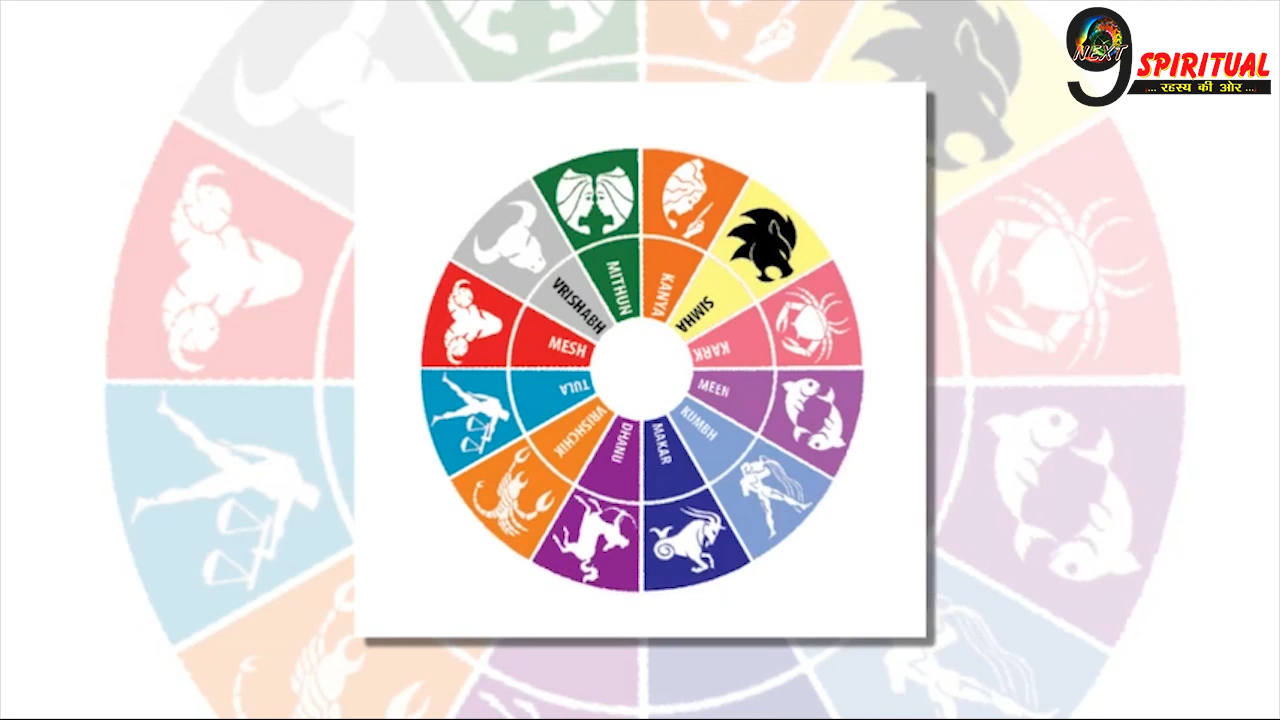 9
NEXT
SPIRITUAL
... रहस्य की ओर ...
MITHUN
KANYA
VRISHABH
SIMHA
MESH
KARK
TULA
MEEN
VRISHCHIK
KUMBH
DHANU
MAKAR